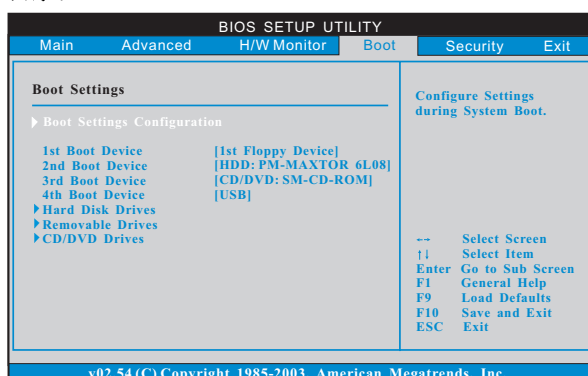 BIOS SETUP UTILITY
Main Advanced H/W Monitor Boot Security Exit
Boot Settings
Boot Settings Configuration
1st Boot Device [1st Floppy Device]
2nd Boot Device [HDD: PM-MAXTOR 6L08]
3rd Boot Device [CD/DVD: SM-CD-ROM]
4th Boot Device [USB]
Hard Disk Drives
Removable Drives
CD/DVD Drives
Configure Settings
during System Boot.
←→ Select Screen
↑↓ Select Item
Enter Go to Sub Screen
F1 General Help
F9 Load Defaults
F10 Save and Exit
ESC Exit
v02.54 (C) Copyright 1985-2003, American Megatrends, Inc.